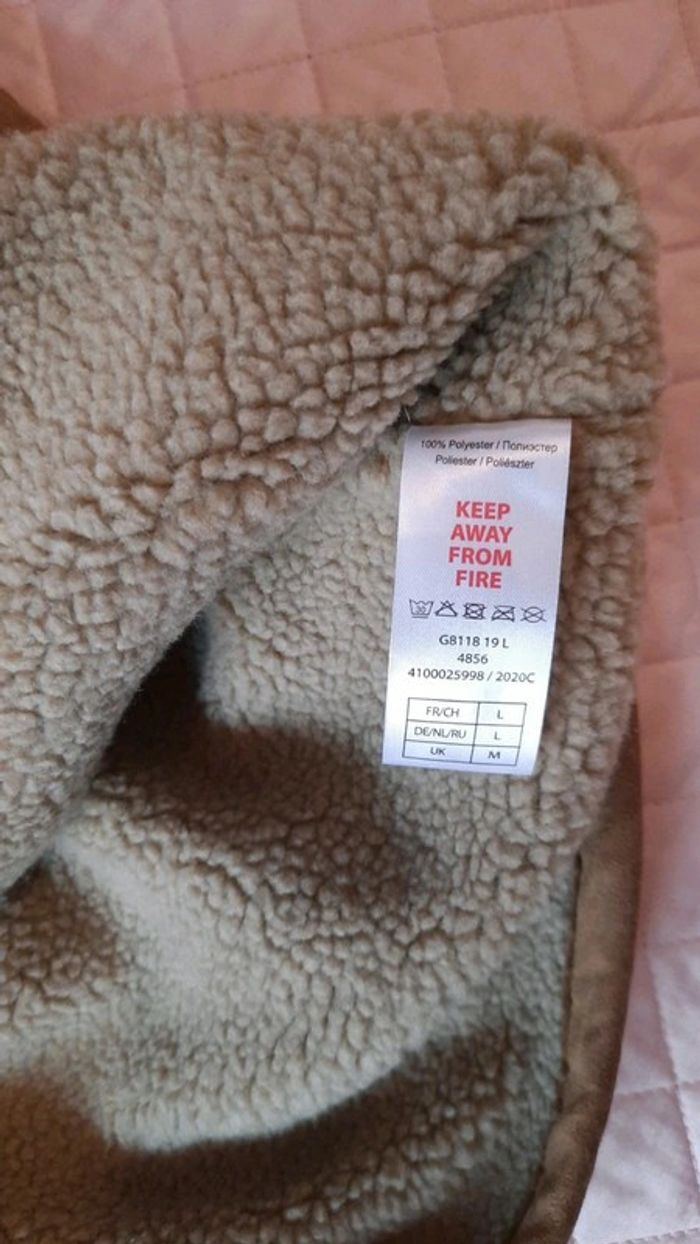 100% Polyester / Полиэстер
Poliester / Poliészter
KEEP
AWAY
FROM
FIRE
30
G8118 19 L
4856
4100025998 / 2020C
FR/CH L
DE/NL/RU L
UK M